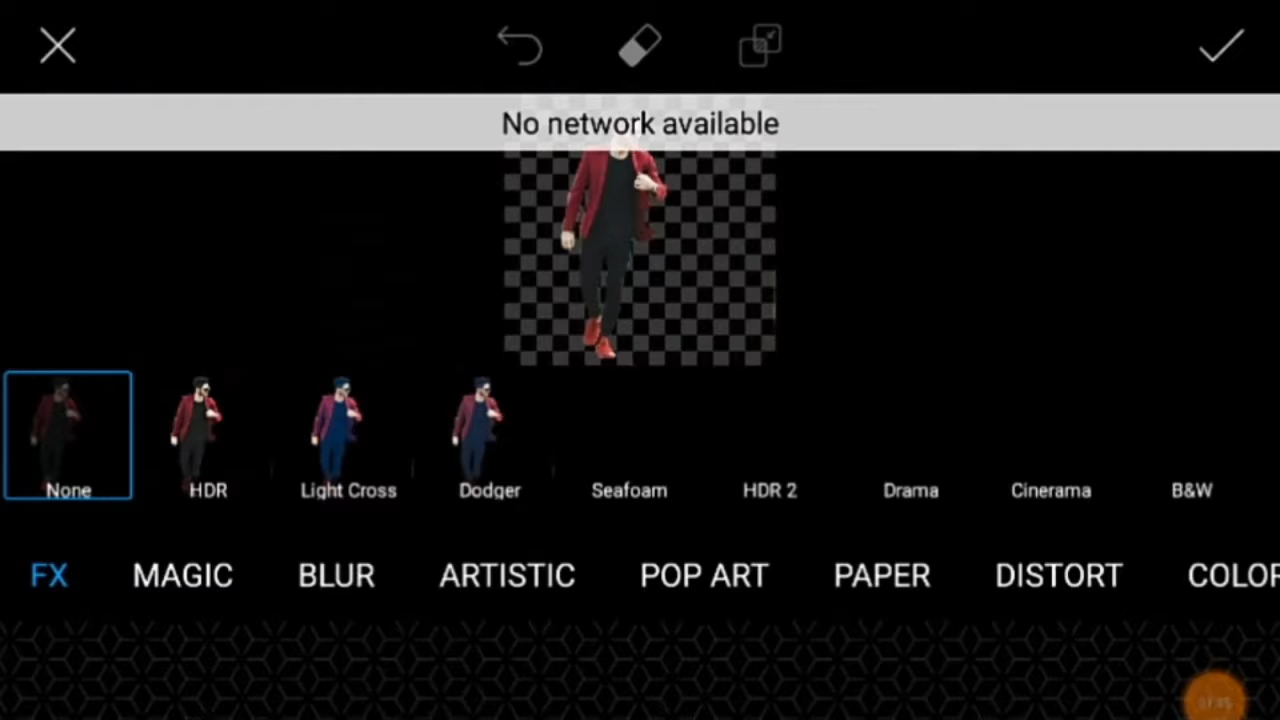 No network available
None HDR Light Cross Dodger Seafoam HDR 2 Drama Cinerama B&W
FX MAGIC BLUR ARTISTIC POP ART PAPER DISTORT COLOR